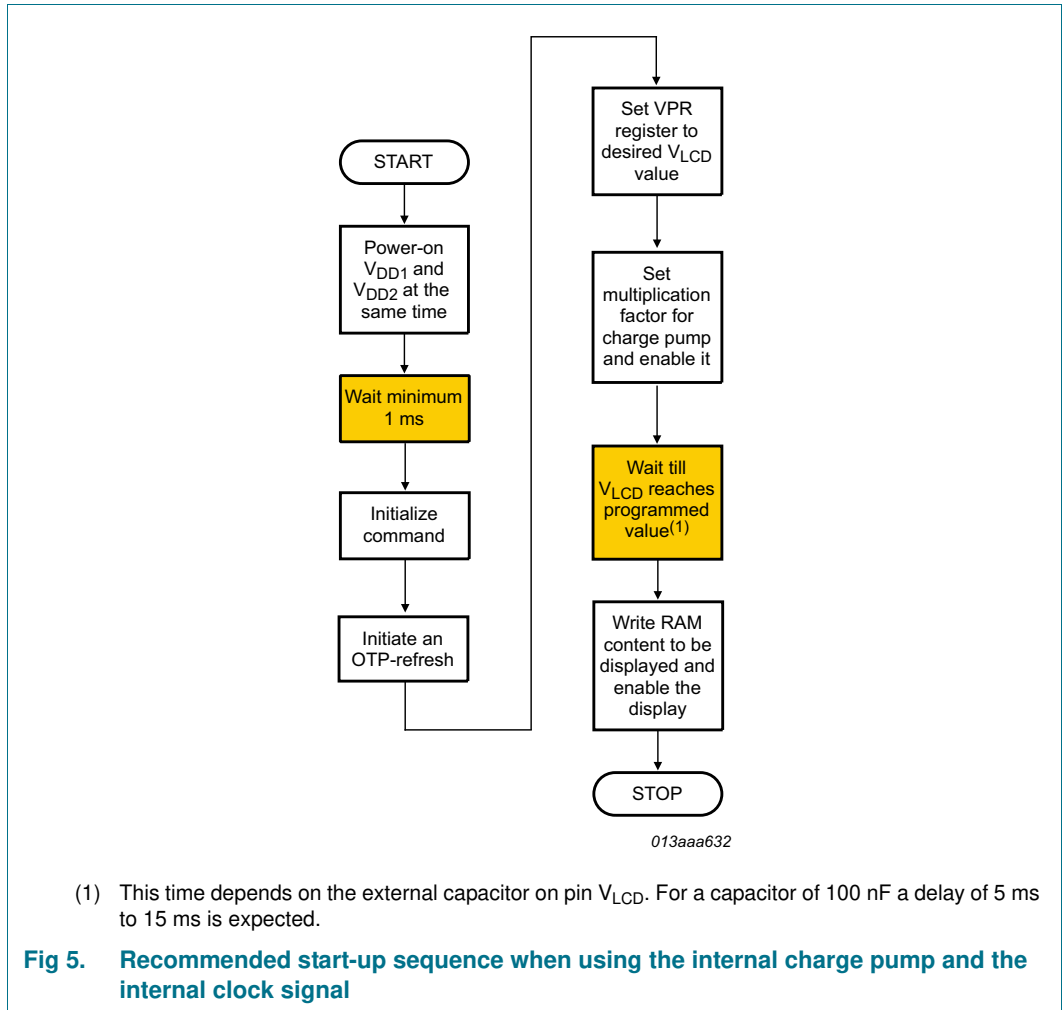 START
Power-on
VDD1 and
VDD2 at the
same time
Wait minimum
1 ms
Initialize
command
Initiate an
OTP-refresh
Set VPR
register to
desired VLCD
value
Set
multiplication
factor for
charge pump
and enable it
Wait till
VLCD reaches
programmed
value(1)
Write RAM
content to be
displayed and
enable the
display
STOP
013aaa632
(1) This time depends on the external capacitor on pin VLCD. For a capacitor of 100 nF a delay of 5 ms
to 15 ms is expected.
Fig 5. Recommended start-up sequence when using the internal charge pump and the
internal clock signal